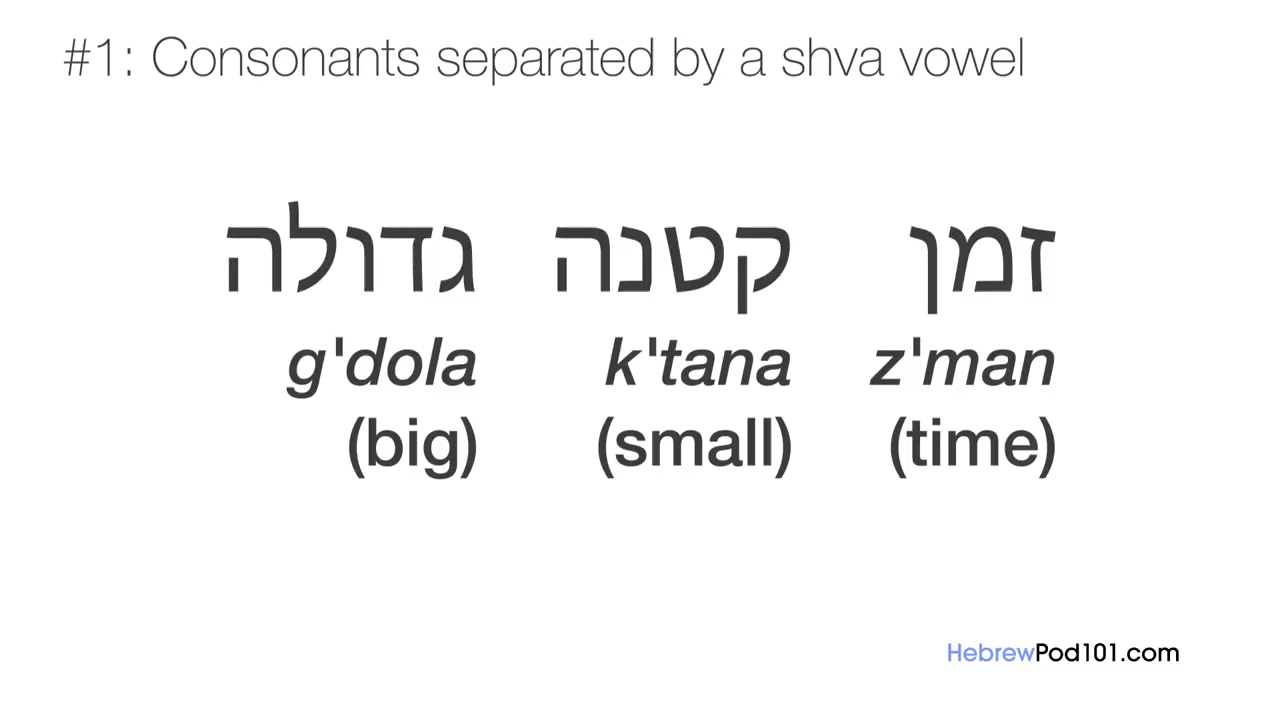 #1: Consonants separated by a shva vowel
זמן קטנה גדולה
g'dola k'tana z'man
(big) (small) (time)
HebrewPod101.com